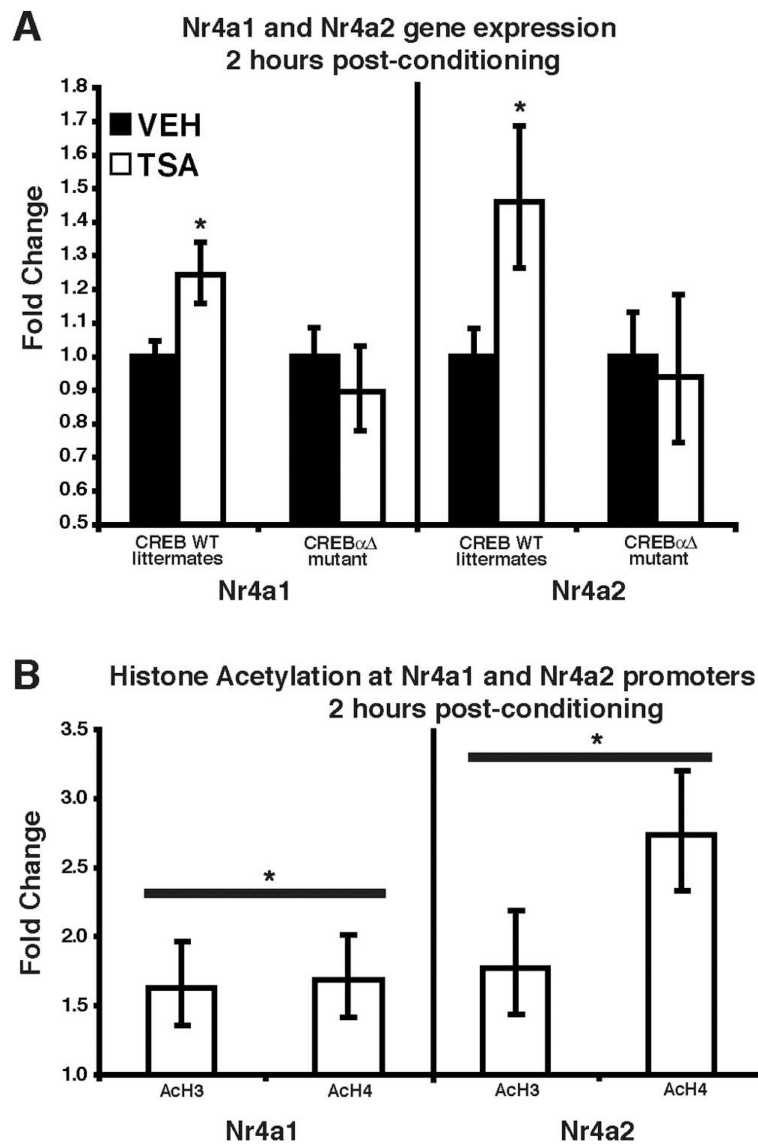 A
Nr4a1 and Nr4a2 gene expression
2 hours post-conditioning
Fold Change
1.8
1.7
1.6
1.5
1.4
1.3
1.2
1.1
1.0
0.9
0.8
0.7
0.6
0.5
VEH
TSA
*
*
CREB WT
littermates
CREBαΔ
mutant
CREB WT
littermates
CREBαΔ
mutant
Nr4a1
Nr4a2
B
Histone Acetylation at Nr4a1 and Nr4a2 promoters
2 hours post-conditioning
Fold Change
3.5
3.0
2.5
2.0
1.5
1.0
*
*
AcH3
AcH4
AcH3
AcH4
Nr4a1
Nr4a2